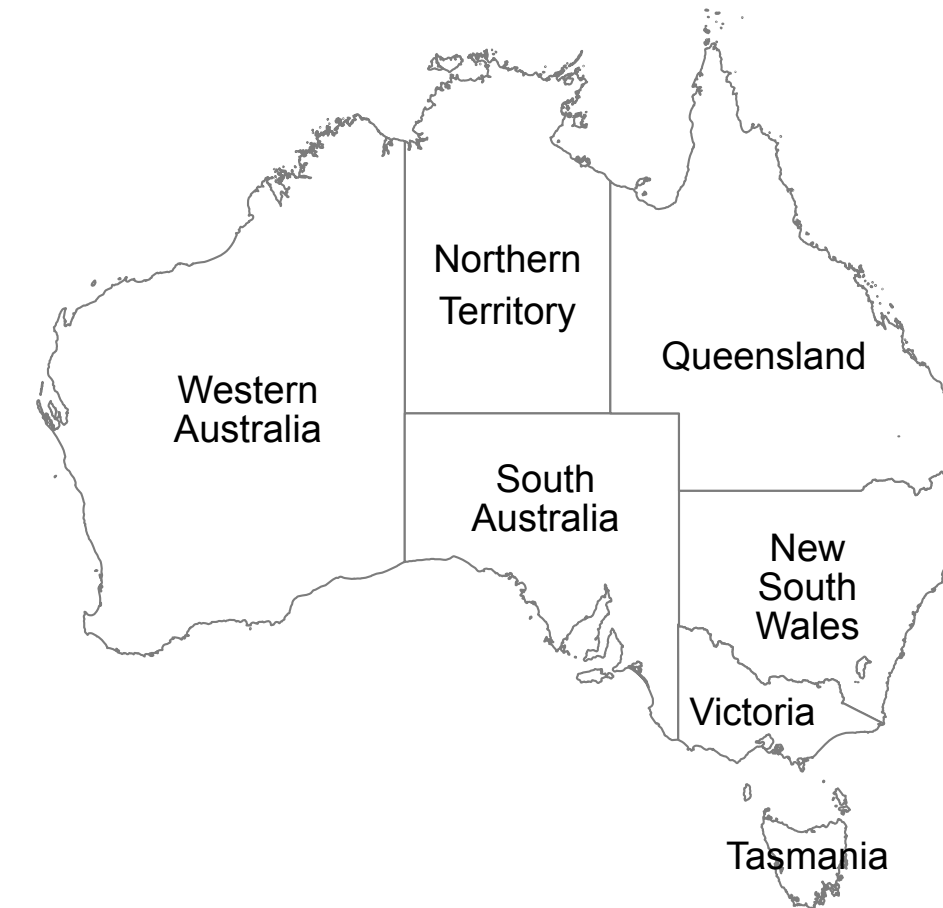 Northern
Territory
Queensland
Western
Australia
South
Australia
New
South
Wales
Victoria
Tasmania